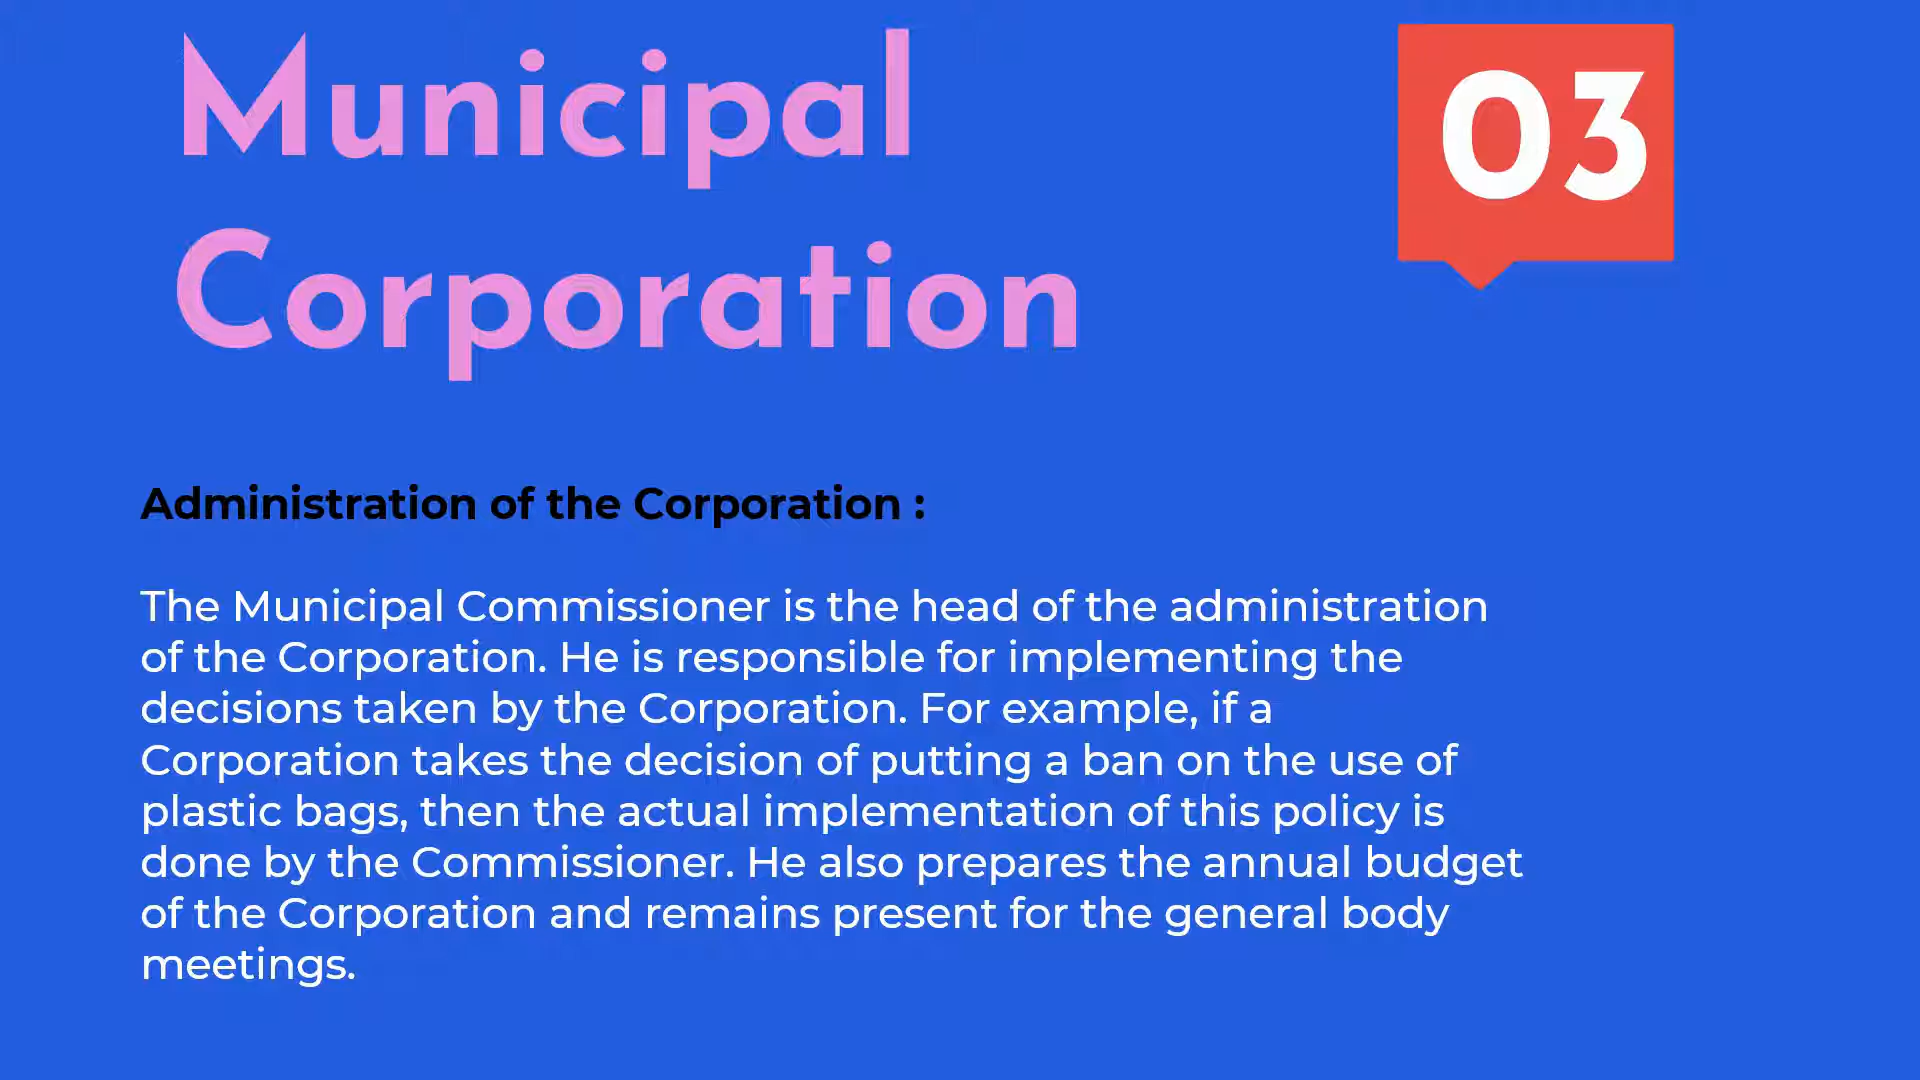 Municipal
Corporation
03
Administration of the Corporation :
The Municipal Commissioner is the head of the administration
of the Corporation. He is responsible for implementing the
decisions taken by the Corporation. For example, if a
Corporation takes the decision of putting a ban on the use of
plastic bags, then the actual implementation of this policy is
done by the Commissioner. He also prepares the annual budget
of the Corporation and remains present for the general body
meetings.